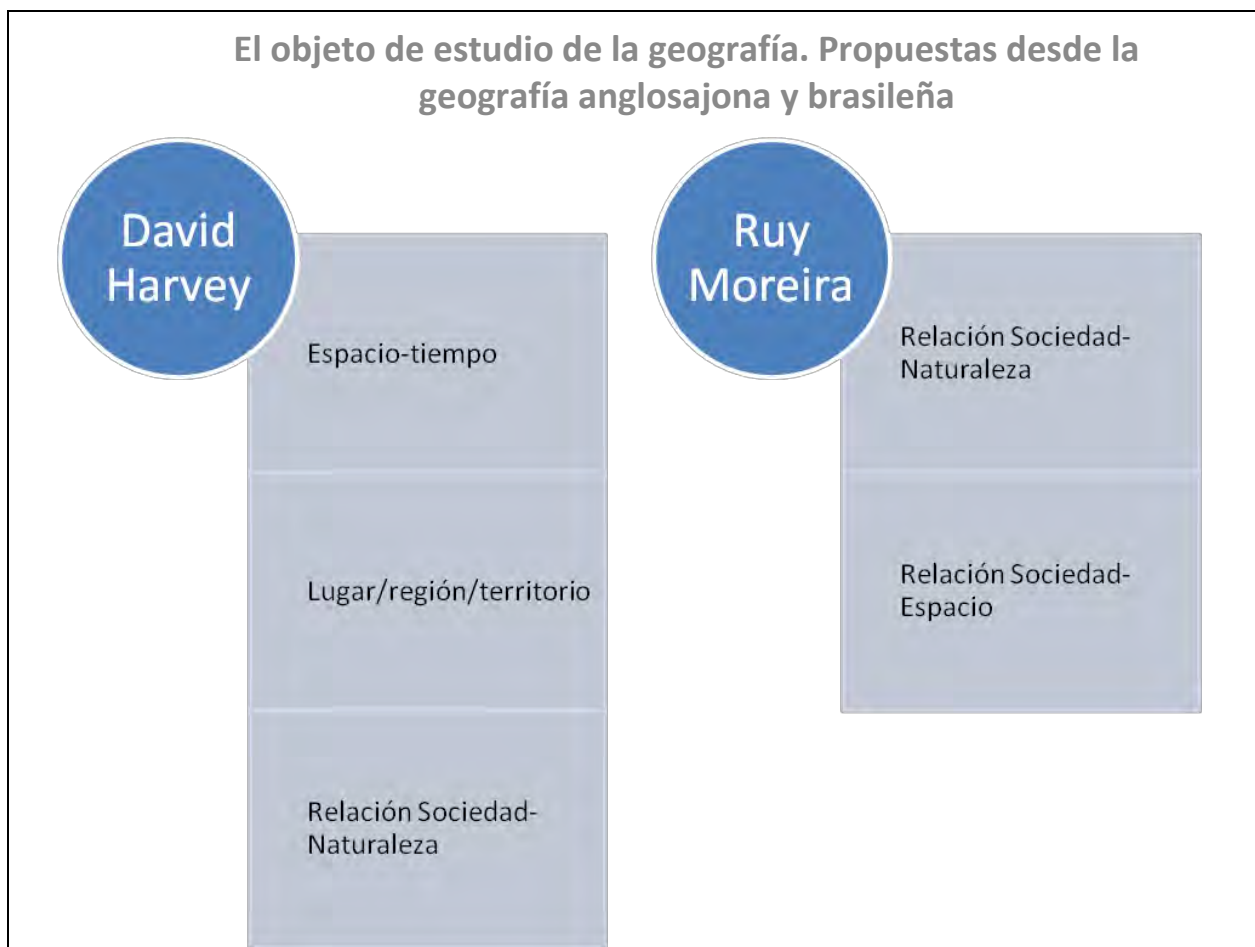 El objeto de estudio de la geografía. Propuestas desde la
geografía anglosajona y brasileña
David
Harvey
Espacio-tiempo
Lugar/región/territorio
Relación Sociedad-
Naturaleza
Ruy
Moreira
Relación Sociedad-
Naturaleza
Relación Sociedad-
Espacio